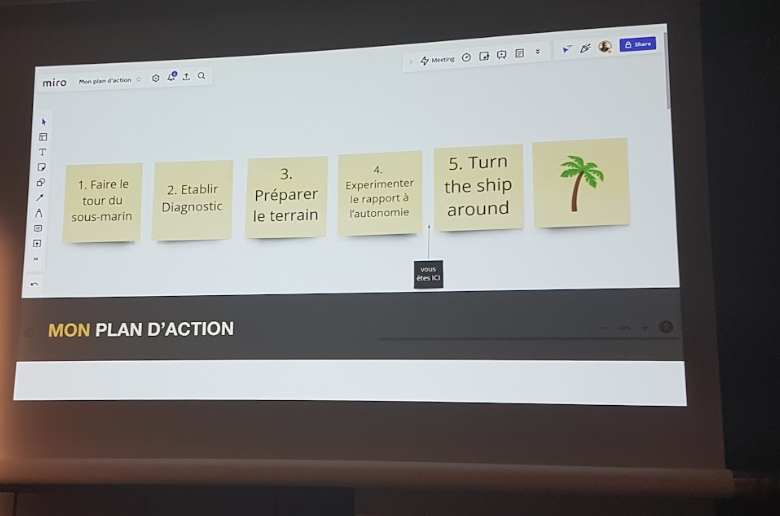 miro
Mon plan d'action
Meeting
Share
1. Faire le
tour du
sous-marin
2. Etablir
Diagnostic
3.
Préparer
le terrain
4.
Experimenter
le rapport à
l'autonomie
5. Turn
the ship
around
vous
êtes ICI
MON PLAN D'ACTION